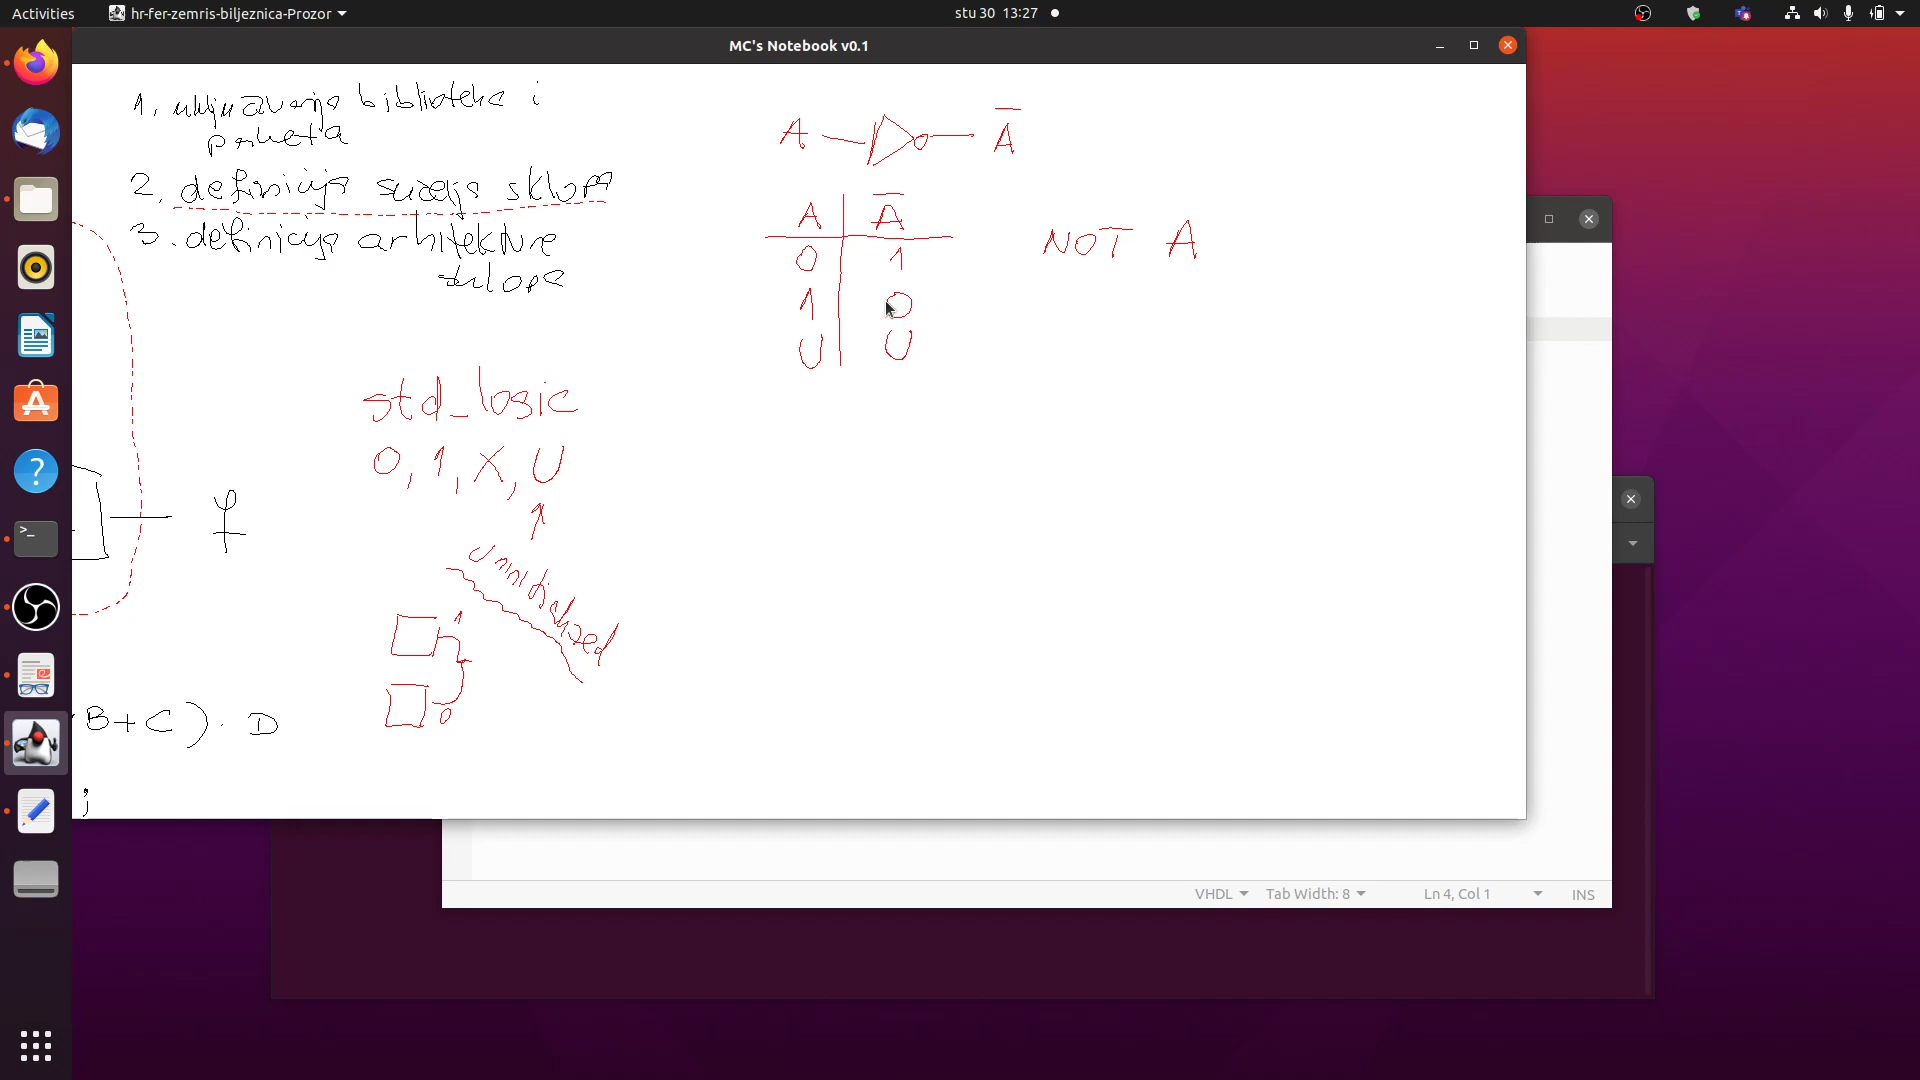 Activities
hr-fer-zemris-biljeznica-Prozor
stu 30 13:27
MC's Notebook v0.1
1. uključivanje biblioteka i
paketa
2. definicija sučelja sklopa
3. definicija arhitekture
sklopa
A
A̅
A A̅
0 1
1 0
U U
NOT A
std_logic
0, 1, X, U
Uninitialized
1
0
B+C). D
;
VHDL
Tab Width: 8
Ln 4, Col 1
INS